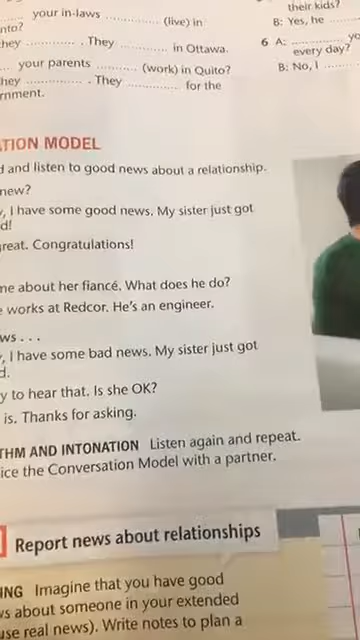 your in-laws ............ (live) in
their kids?
nto?
B: Yes, he ............
hey ............ . They ............ in Ottawa.
6 A: ............ yo
every day?
your parents ............ (work) in Quito?
B: No, I ............
hey ............ . They ............ for the
rnment.
TION MODEL
d and listen to good news about a relationship.
new?
, I have some good news. My sister just got
d!
great. Congratulations!
me about her fiancé. What does he do?
e works at Redcor. He's an engineer.
ws . . .
, I have some bad news. My sister just got
d.
y to hear that. Is she OK?
is. Thanks for asking.
THM AND INTONATION Listen again and repeat.
ice the Conversation Model with a partner.
Report news about relationships
ING Imagine that you have good
ws about someone in your extended
use real news). Write notes to plan a